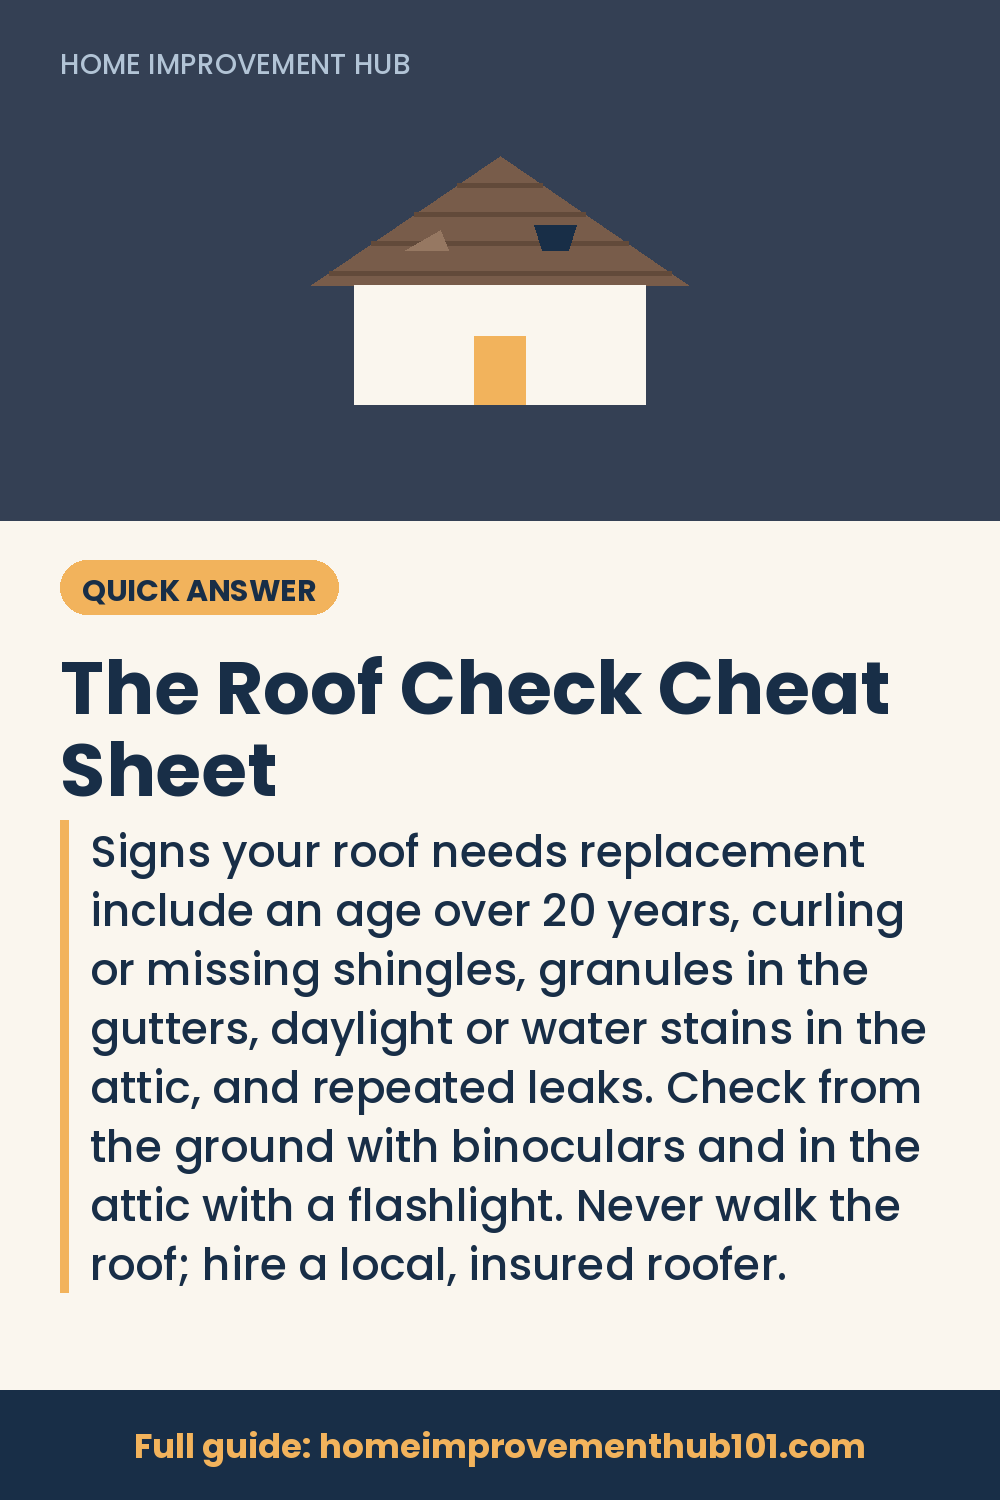 HOME IMPROVEMENT HUB
QUICK ANSWER
The Roof Check Cheat
Sheet
Signs your roof needs replacement
include an age over 20 years, curling
or missing shingles, granules in the
gutters, daylight or water stains in the
attic, and repeated leaks. Check from
the ground with binoculars and in the
attic with a flashlight. Never walk the
roof; hire a local, insured roofer.
Full guide: homeimprovementhub101.com